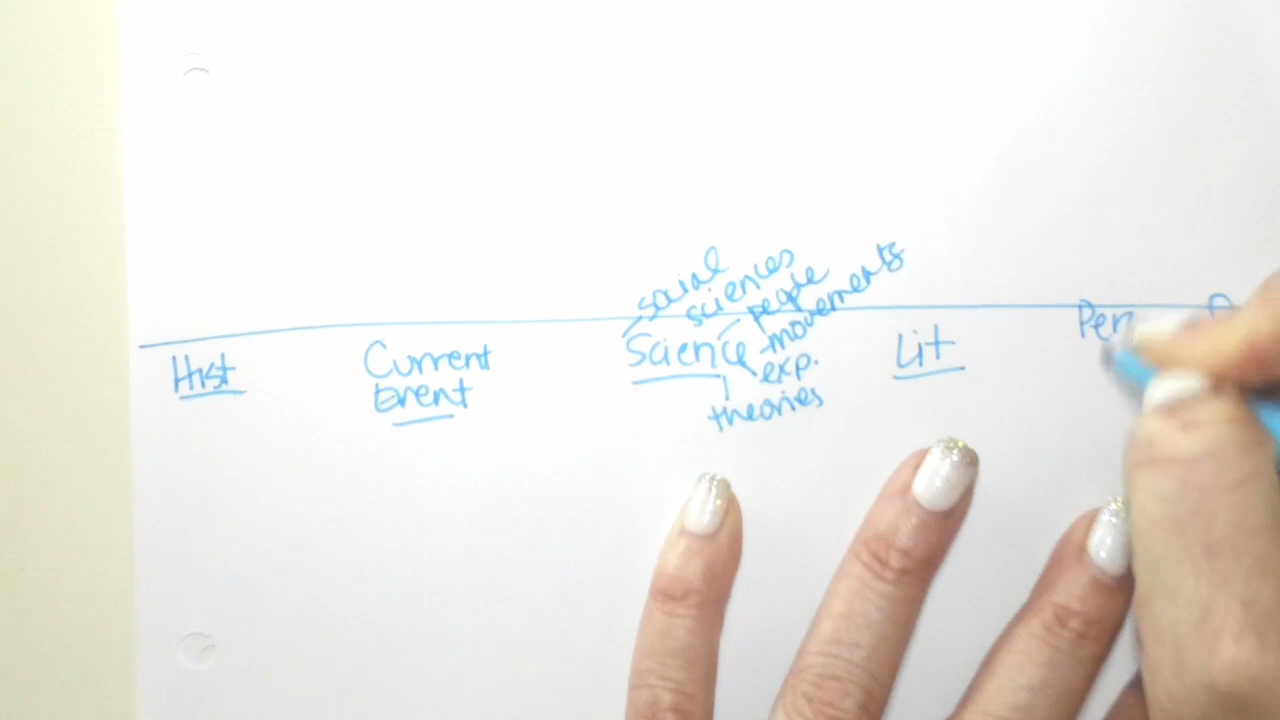 social
sciences
people
movements
exp.
theories
Hist
Current
Event
Science
Lit
Per